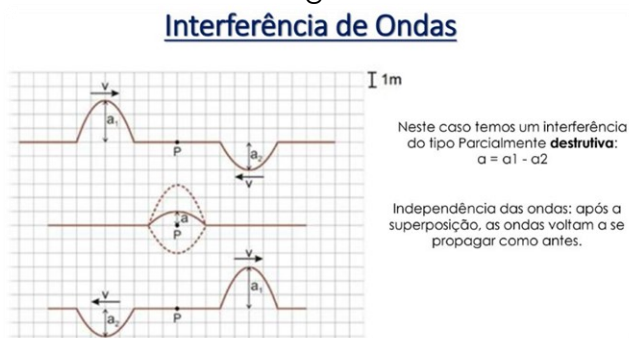 Interferência de Ondas
1m
v
a₁
P
a₂
v
Neste caso temos um interferência
do tipo Parcialmente destrutiva:
a = a1 - a2
a
P
Independência das ondas: após a
superposição, as ondas voltam a se
propagar como antes.
v
a₁
v
a₂
P